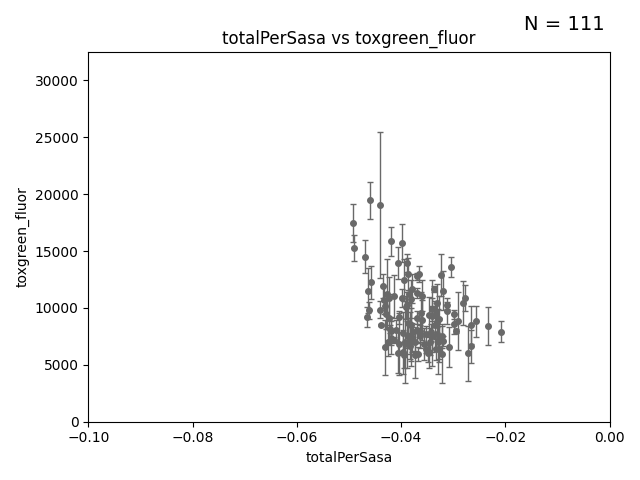 N = 111
totalPerSasa vs toxgreen_fluor
30000
25000
20000
15000
10000
5000
0
toxgreen_fluor
−0.10 −0.08 −0.06 −0.04 −0.02 0.00
totalPerSasa